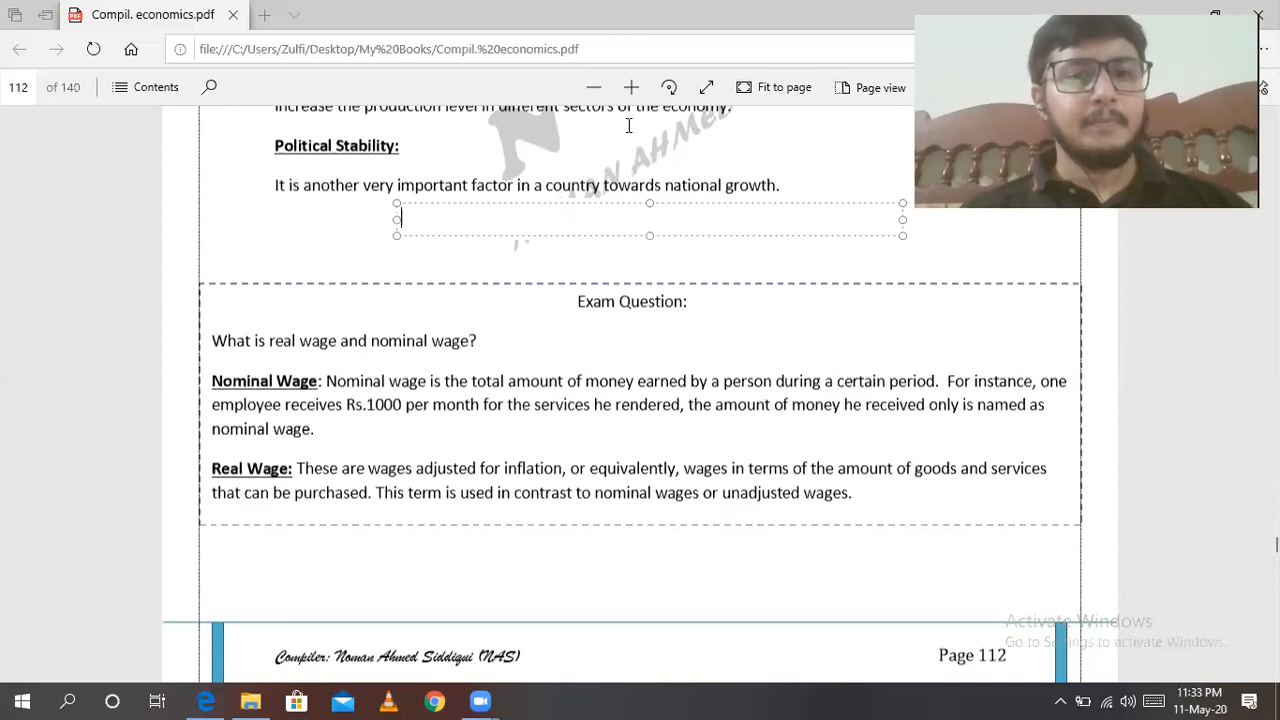 Compil. economics.pdf
Compil. economics.pdf
file:///C:/Users/Zulfi/Desktop/My%20Books/Compil.%20economics.pdf
112 of 140 Contents Fit to page Page view
increase the production level in different sectors of the economy.
Political Stability:
It is another very important factor in a country towards national growth.
Exam Question:
What is real wage and nominal wage?
Nominal Wage: Nominal wage is the total amount of money earned by a person during a certain period. For instance, one
employee receives Rs.1000 per month for the services he rendered, the amount of money he received only is named as
nominal wage.
Real Wage: These are wages adjusted for inflation, or equivalently, wages in terms of the amount of goods and services
that can be purchased. This term is used in contrast to nominal wages or unadjusted wages.
Activate Windows
Go to Settings to activate Windows.
Compiler: Noman Ahmed Siddiqui (NAS)
Page 112
11:33 PM
11-May-20